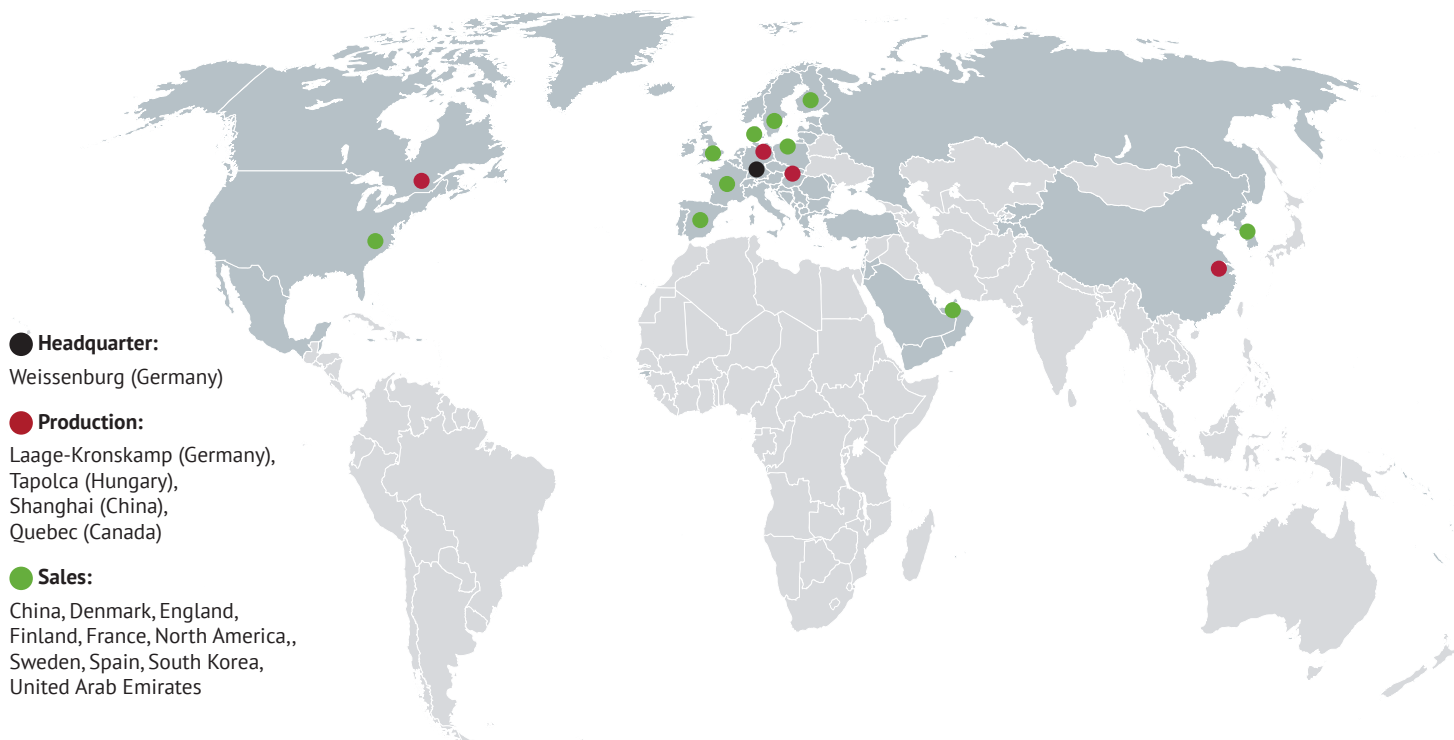 Headquarter:
Weissenburg (Germany)
Production:
Laage-Kronskamp (Germany),
Tapolca (Hungary),
Shanghai (China),
Quebec (Canada)
Sales:
China, Denmark, England,
Finland, France, North America,,
Sweden, Spain, South Korea,
United Arab Emirates